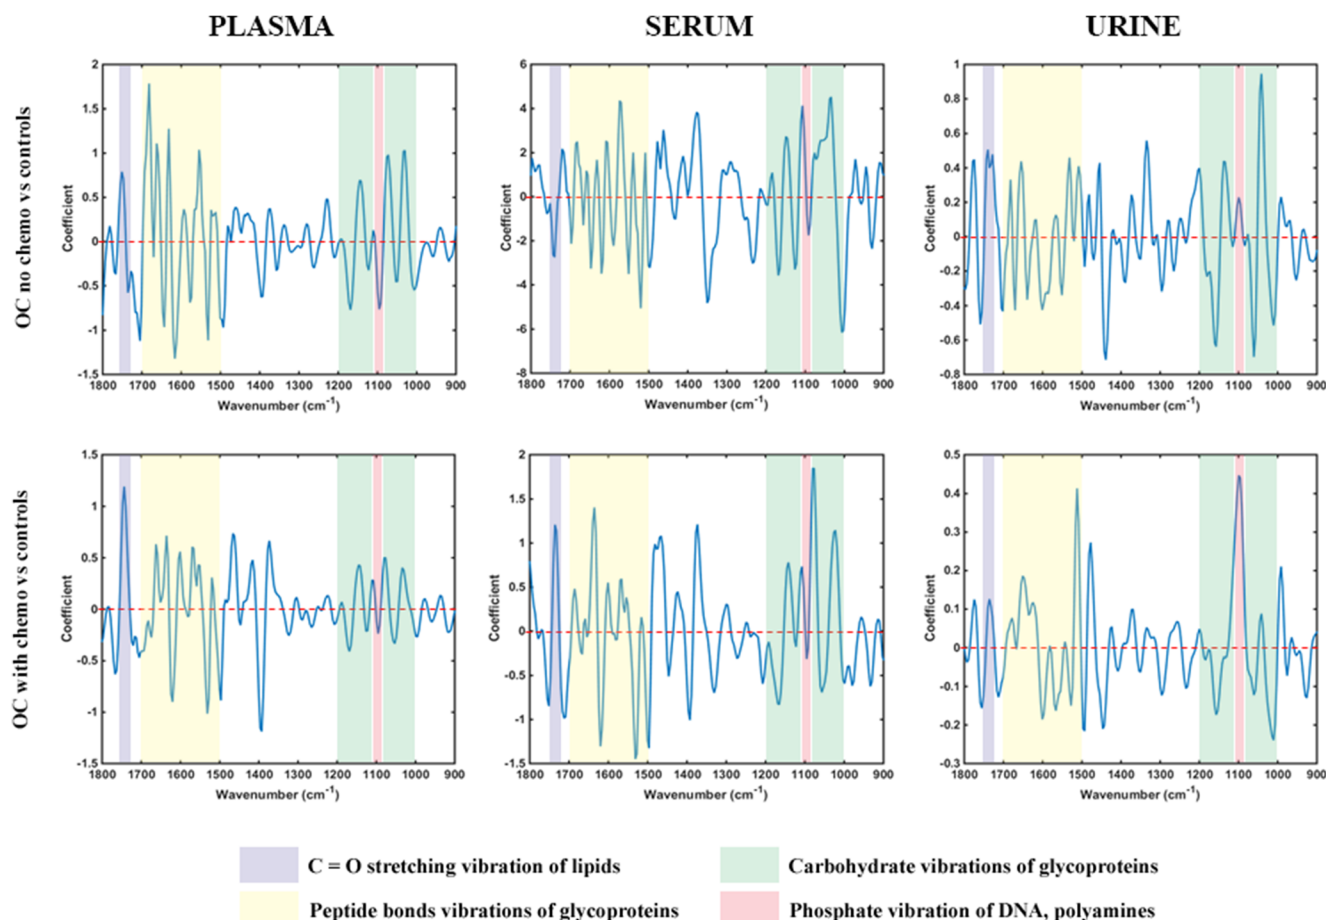 PLASMA SERUM URINE
OC no chemo vs controls
Coefficient
2
1.5
1
0.5
0
-0.5
-1
-1.5
1800 1700 1600 1500 1400 1300 1200 1100 1000 900
Wavenumber (cm⁻¹)
Coefficient
6
4
2
0
-2
-4
-6
-8
1800 1700 1600 1500 1400 1300 1200 1100 1000 900
Wavenumber (cm⁻¹)
Coefficient
1
0.8
0.6
0.4
0.2
0
-0.2
-0.4
-0.6
-0.8
1800 1700 1600 1500 1400 1300 1200 1100 1000 900
Wavenumber (cm⁻¹)
OC with chemo vs controls
Coefficient
1.5
1
0.5
0
-0.5
-1
-1.5
1800 1700 1600 1500 1400 1300 1200 1100 1000 900
Wavenumber (cm⁻¹)
Coefficient
2
1.5
1
0.5
0
-0.5
-1
-1.5
1800 1700 1600 1500 1400 1300 1200 1100 1000 900
Wavenumber (cm⁻¹)
Coefficient
0.5
0.4
0.3
0.2
0.1
0
-0.1
-0.2
-0.3
1800 1700 1600 1500 1400 1300 1200 1100 1000 900
Wavenumber (cm⁻¹)
C = O stretching vibration of lipids
Carbohydrate vibrations of glycoproteins
Peptide bonds vibrations of glycoproteins
Phosphate vibration of DNA, polyamines